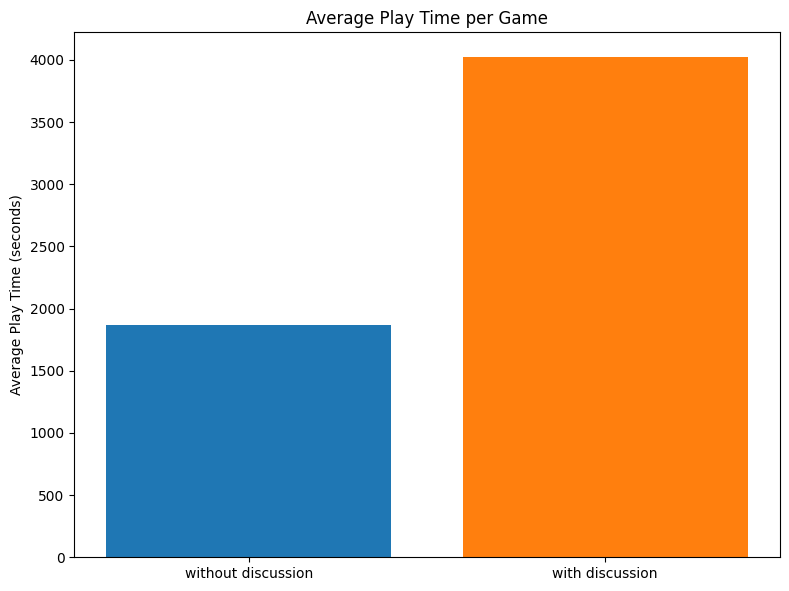 Average Play Time per Game
Average Play Time (seconds)
4000
3500
3000
2500
2000
1500
1000
500
0
without discussion
with discussion